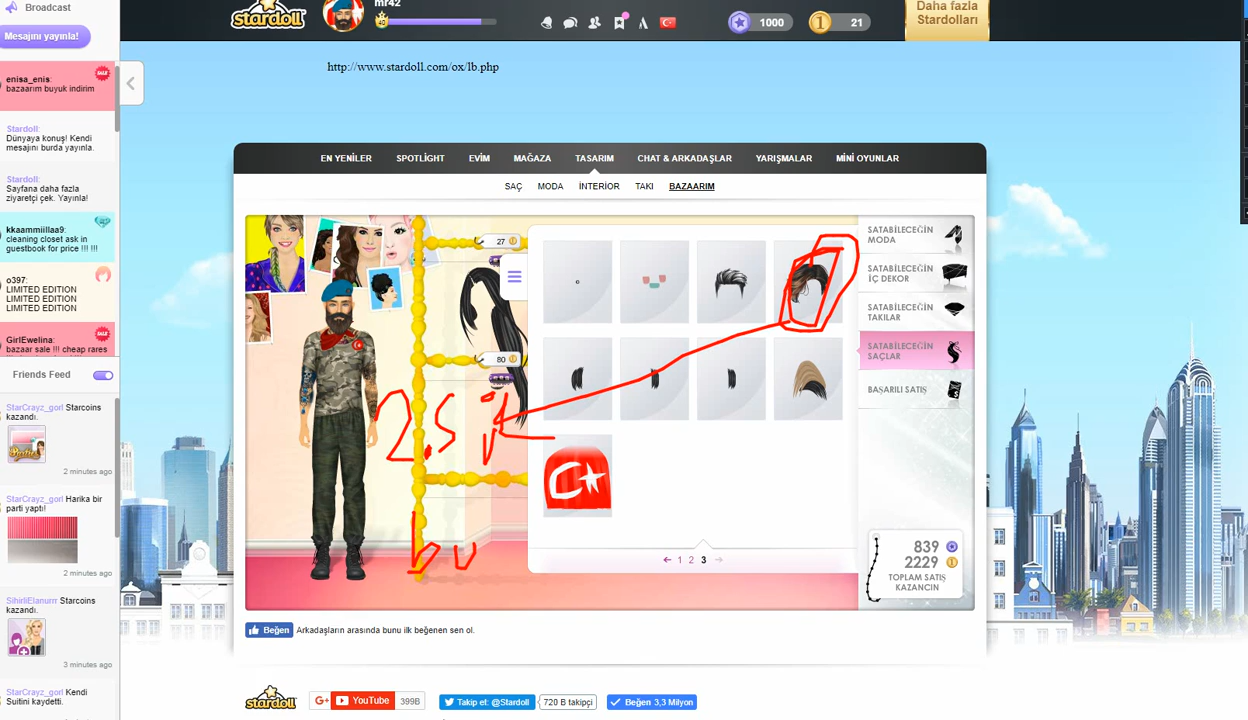 Broadcast
Mesajını yayınla!
enisa_enis:
bazaarım buyuk indirim
Stardoll:
Dünyaya konuş! Kendi
mesajını burda yayınla.
Stardoll:
Sayfana daha fazla
ziyaretçi çek. Yayınla!
kkaammiillaa9:
cleaning closet ask in
guestbook for price !!! !!!
o397:
LIMITED EDITION
LIMITED EDITION
LIMITED EDITION
GirlEwelina:
bazaar sale !!! cheap rares
Friends Feed
StarCrayz_gorl Starcoins
kazandı.
2 minutes ago
StarCrayz_gorl Harika bir
parti yaptı!
2 minutes ago
SihirliElanurrr Starcoins
kazandı.
3 minutes ago
StarCrayz_gorl Kendi
Suitini kaydetti.
stardoll
mr42
40
1000
21
Daha fazla
Stardolları
http://www.stardoll.com/ox/lb.php
EN YENİLER SPOTLİGHT EVİM MAĞAZA TASARIM CHAT & ARKADAŞLAR YARIŞMALAR MİNİ OYUNLAR
SAÇ MODA İNTERİOR TAKI BAZAARIM
27
80
2.5
bu
SATABİLECEĞİN
MODA
SATABİLECEĞİN
İÇ DEKOR
SATABİLECEĞİN
TAKILAR
SATABİLECEĞİN
SAÇLAR
BAŞARILI SATIŞ
1 2 3
839
2229
TOPLAM SATIŞ
KAZANCIN
Beğen Arkadaşların arasında bunu ilk beğenen sen ol.
stardoll
G+
YouTube 399B
Takip et: @Stardoll 720 B takipçi
Beğen 3,3 Milyon